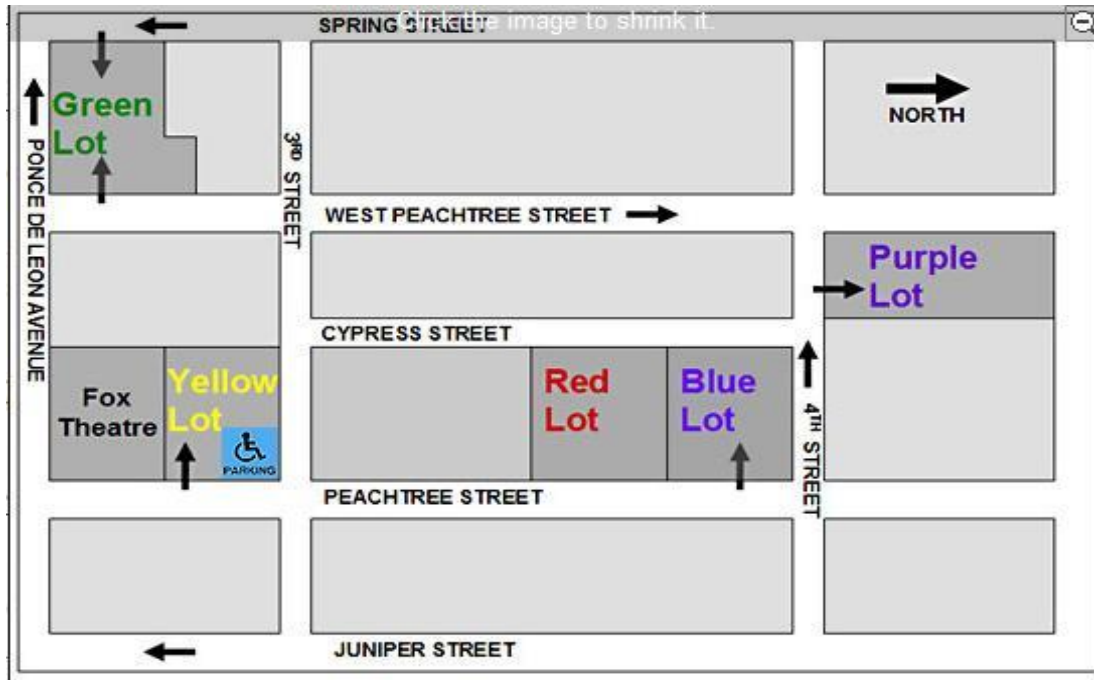 Click the image to shrink it.
SPRING STREET
Green
Lot
NORTH
PONCE DE LEON AVENUE
3RD STREET
WEST PEACHTREE STREET
Purple
Lot
CYPRESS STREET
Fox
Theatre
Yellow
Lot
PARKING
Red
Lot
Blue
Lot
4TH STREET
PEACHTREE STREET
JUNIPER STREET